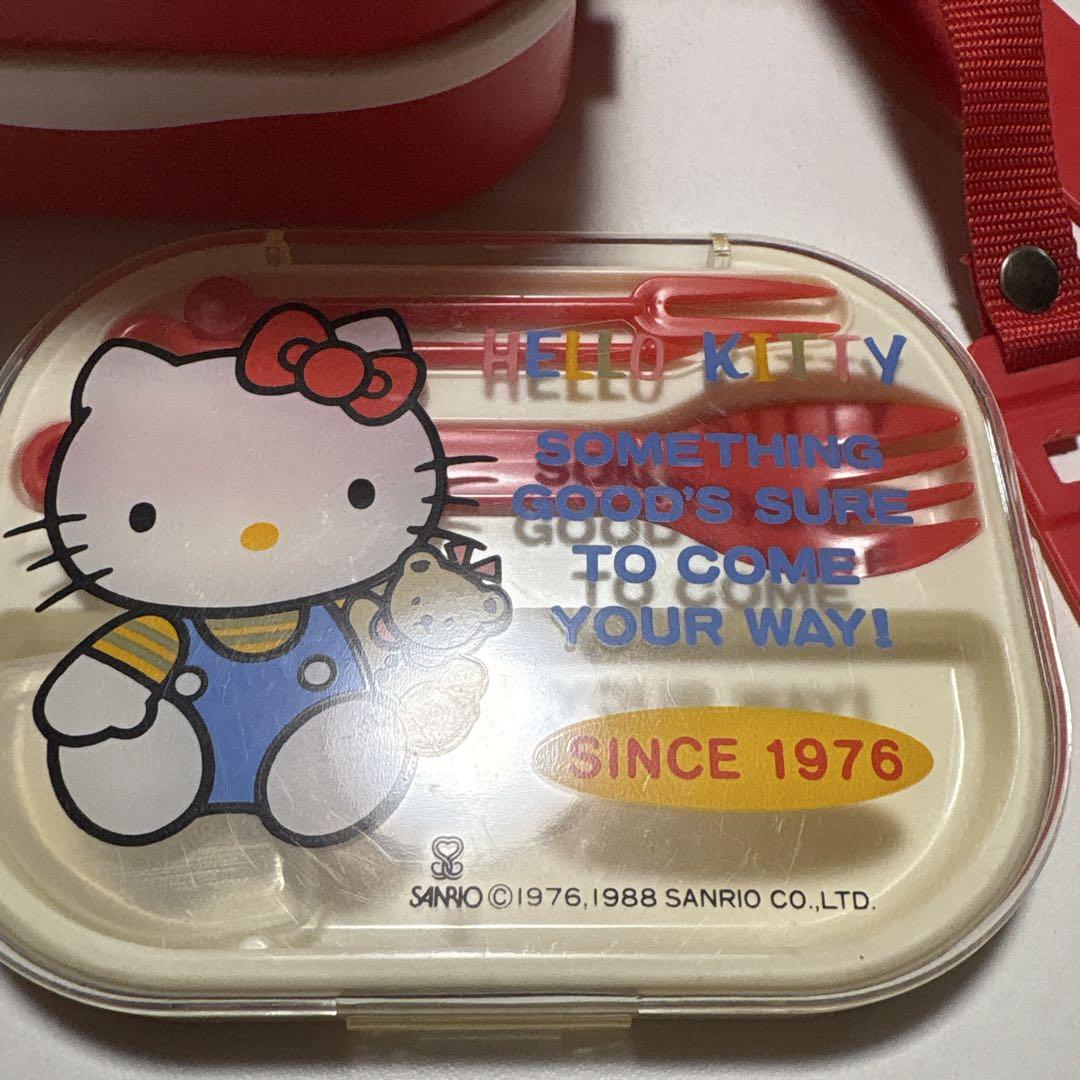 HELLO KITTY
SOMETHING
GOOD'S SURE
TO COME
YOUR WAY!
SINCE 1976
SANRIO ©1976,1988 SANRIO CO.,LTD.